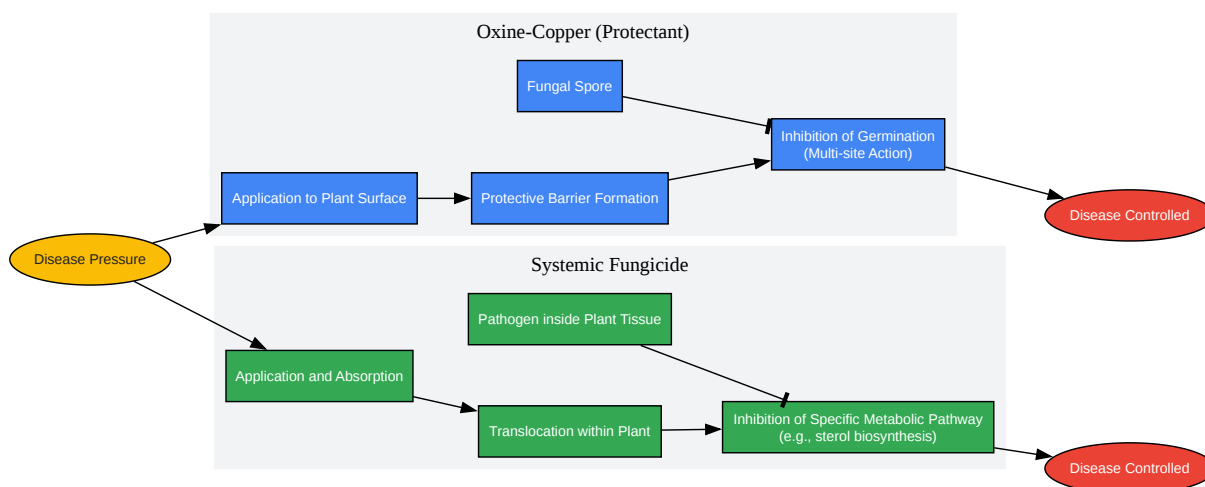 Oxine-Copper (Protectant)
Fungal Spore
Inhibition of Germination
(Multi-site Action)
Application to Plant Surface
Protective Barrier Formation
Disease Controlled
Disease Pressure
Systemic Fungicide
Pathogen inside Plant Tissue
Application and Absorption
Translocation within Plant
Inhibition of Specific Metabolic Pathway
(e.g., sterol biosynthesis)
Disease Controlled